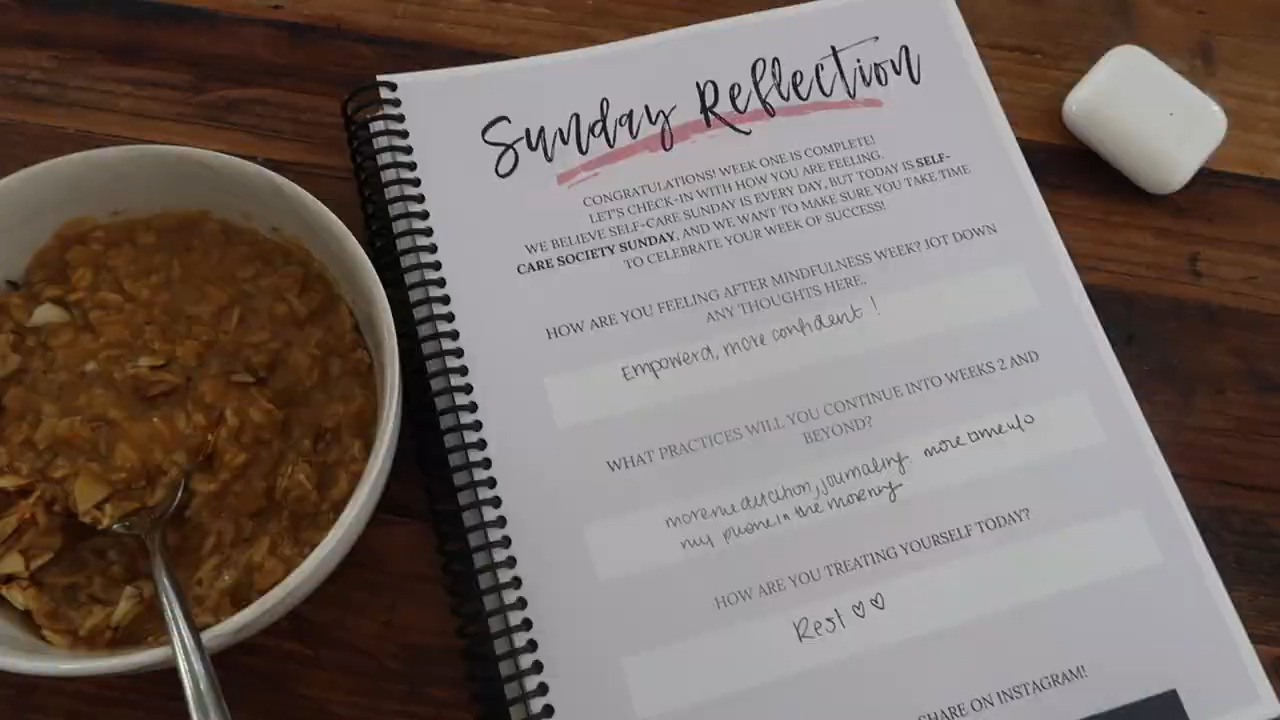 Sunday Reflection
CONGRATULATIONS! WEEK ONE IS COMPLETE!
LET'S CHECK-IN WITH HOW YOU ARE FEELING.
WE BELIEVE SELF-CARE SUNDAY IS EVERY DAY, BUT TODAY IS SELF-
CARE SOCIETY SUNDAY, AND WE WANT TO MAKE SURE YOU TAKE TIME
TO CELEBRATE YOUR WEEK OF SUCCESS!
HOW ARE YOU FEELING AFTER MINDFULNESS WEEK? JOT DOWN
ANY THOUGHTS HERE..
Empowerd, more confident !
WHAT PRACTICES WILL YOU CONTINUE INTO WEEKS 2 AND
BEYOND?
more meditation, journaling. more time w/o
my phone in the morning
HOW ARE YOU TREATING YOURSELF TODAY?
Rest ♡♡
SHARE ON INSTAGRAM!